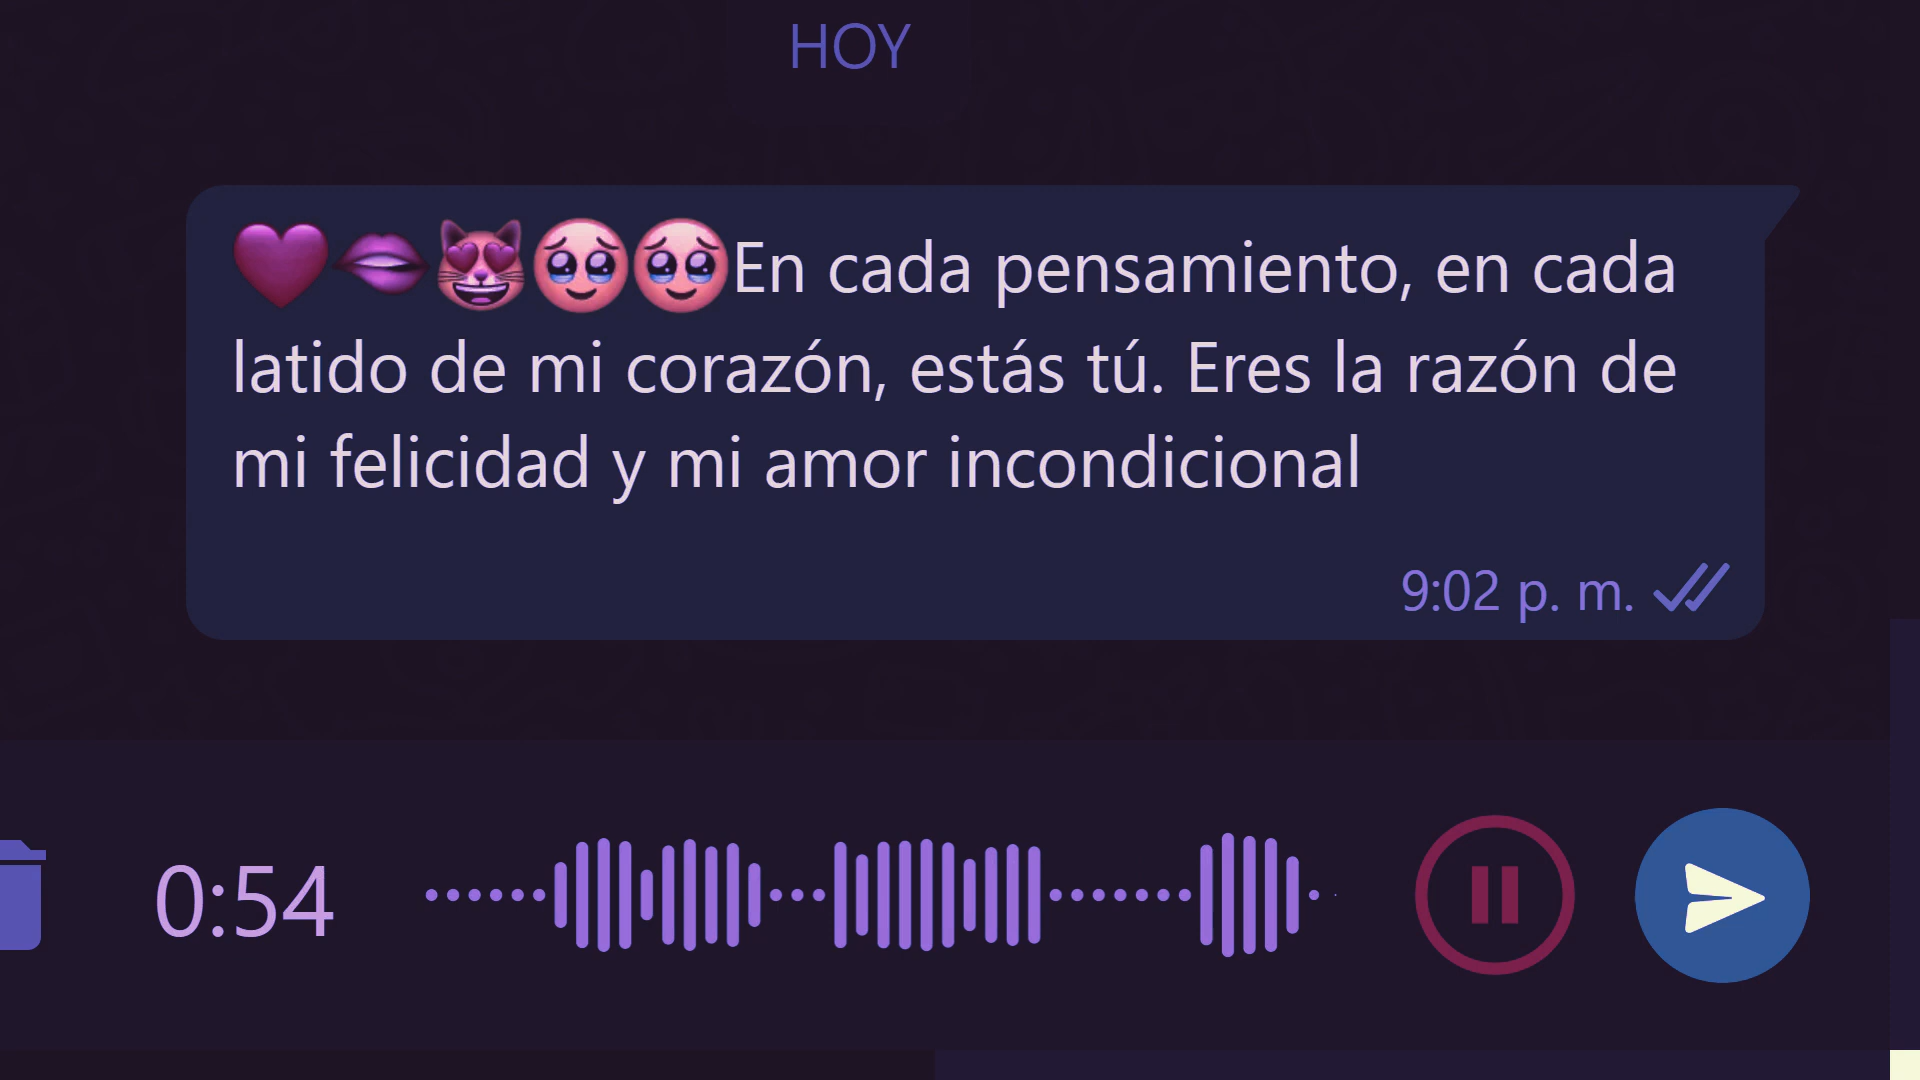 HOY
❤️👄😻🥹🥹En cada pensamiento, en cada
latido de mi corazón, estás tú. Eres la razón de
mi felicidad y mi amor incondicional
9:02 p. m.
0:54